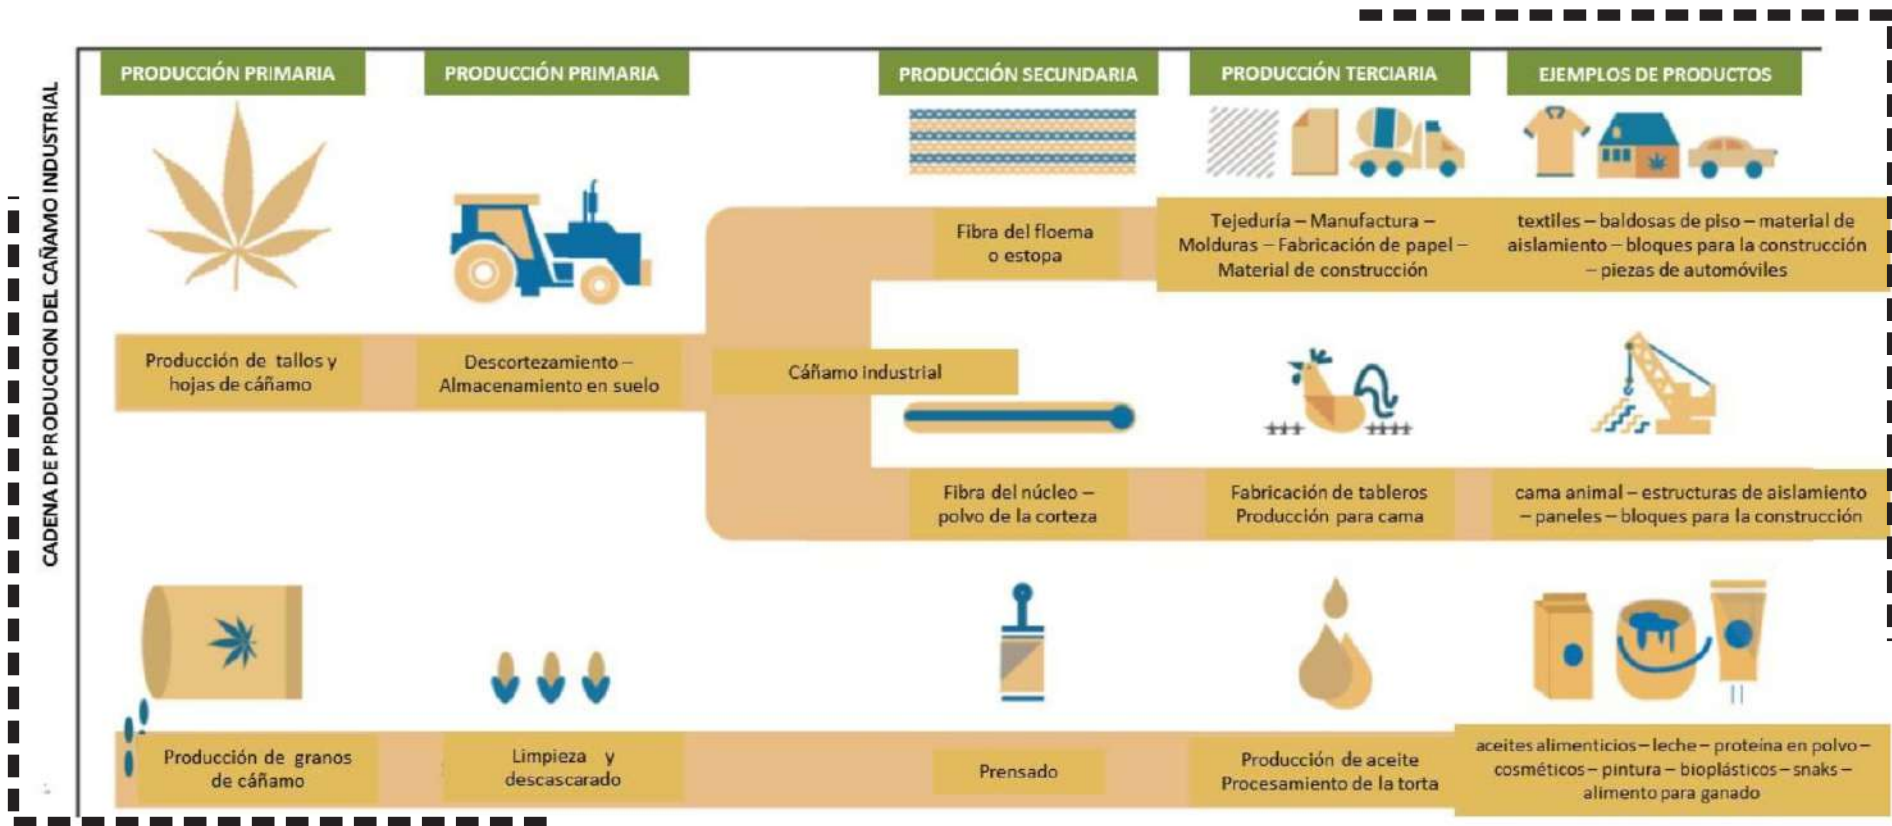 CADENA DE PRODUCCION DEL CAÑAMO INDUSTRIAL
PRODUCCIÓN PRIMARIA
PRODUCCIÓN PRIMARIA
PRODUCCIÓN SECUNDARIA
PRODUCCIÓN TERCIARIA
EJEMPLOS DE PRODUCTOS
Fibra del floema
o estopa
Tejeduría – Manufactura –
Molduras – Fabricación de papel –
Material de construcción
textiles – baldosas de piso – material de
aislamiento – bloques para la construcción
– piezas de automóviles
Producción de tallos y
hojas de cáñamo
Descortezamiento –
Almacenamiento en suelo
Cáñamo industrial
Fibra del núcleo –
polvo de la corteza
Fabricación de tableros
Producción para cama
cama animal – estructuras de aislamiento
– paneles – bloques para la construcción
Producción de granos
de cáñamo
Limpieza y
descascarado
Prensado
Producción de aceite
Procesamiento de la torta
aceites alimenticios – leche – proteína en polvo –
cosméticos – pintura – bioplásticos – snaks –
alimento para ganado